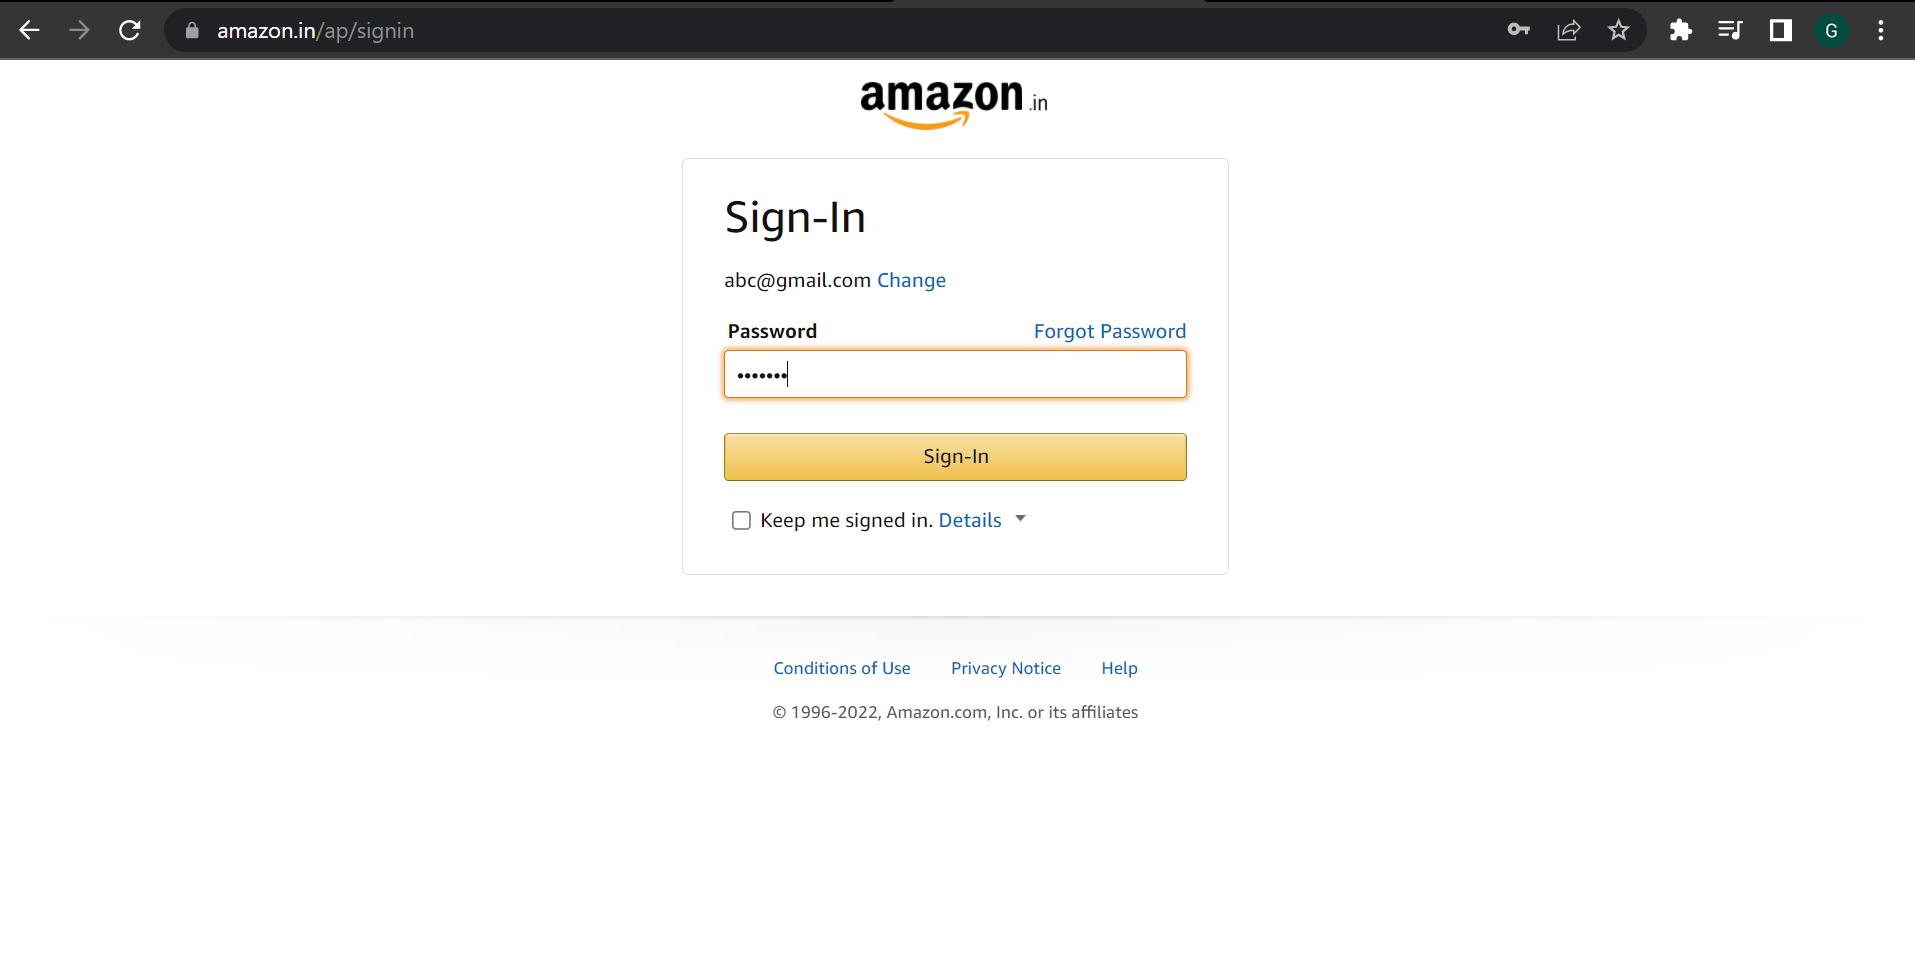 amazon.in/ap/signin
G
amazon.in
Sign-In
abc@gmail.com Change
Password Forgot Password
•••••••
Sign-In
Keep me signed in. Details
Conditions of Use Privacy Notice Help
© 1996-2022, Amazon.com, Inc. or its affiliates